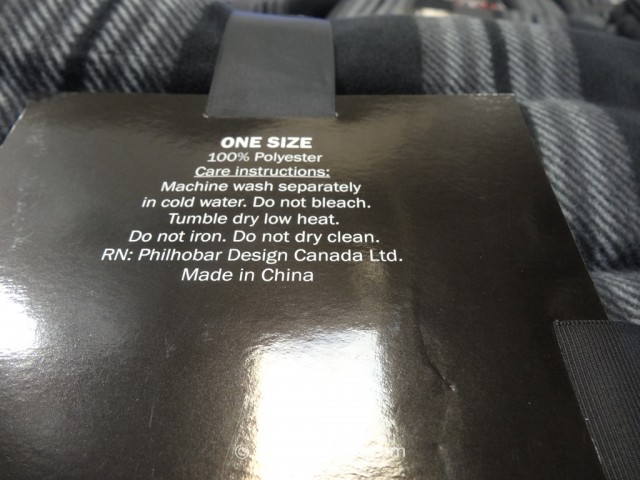 ONE SIZE
100% Polyester
Care instructions:
Machine wash separately
in cold water. Do not bleach.
Tumble dry low heat.
Do not iron. Do not dry clean.
RN: Philhobar Design Canada Ltd.
Made in China